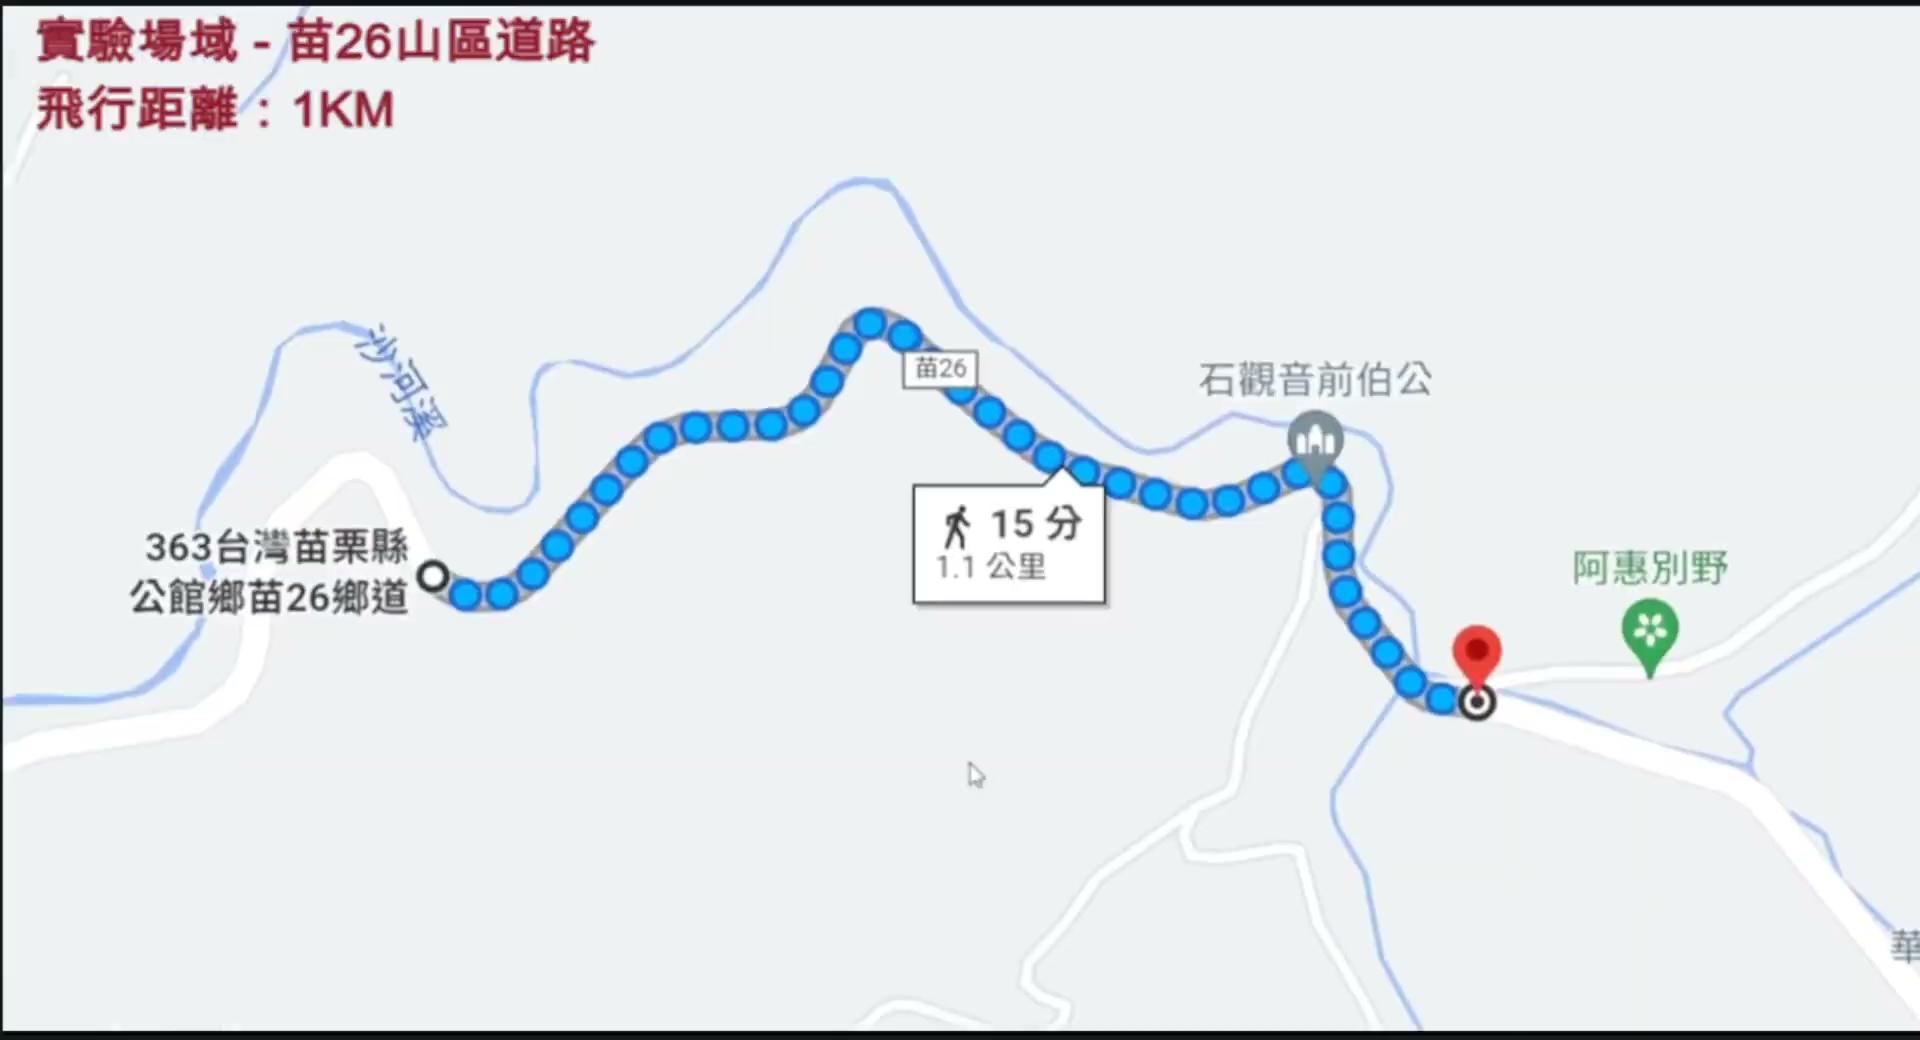 實驗場域 - 苗26山區道路
飛行距離：1KM
沙河溪
苗26
石觀音前伯公
15 分
1.1 公里
363台灣苗栗縣
公館鄉苗26鄉道
阿惠別野
華